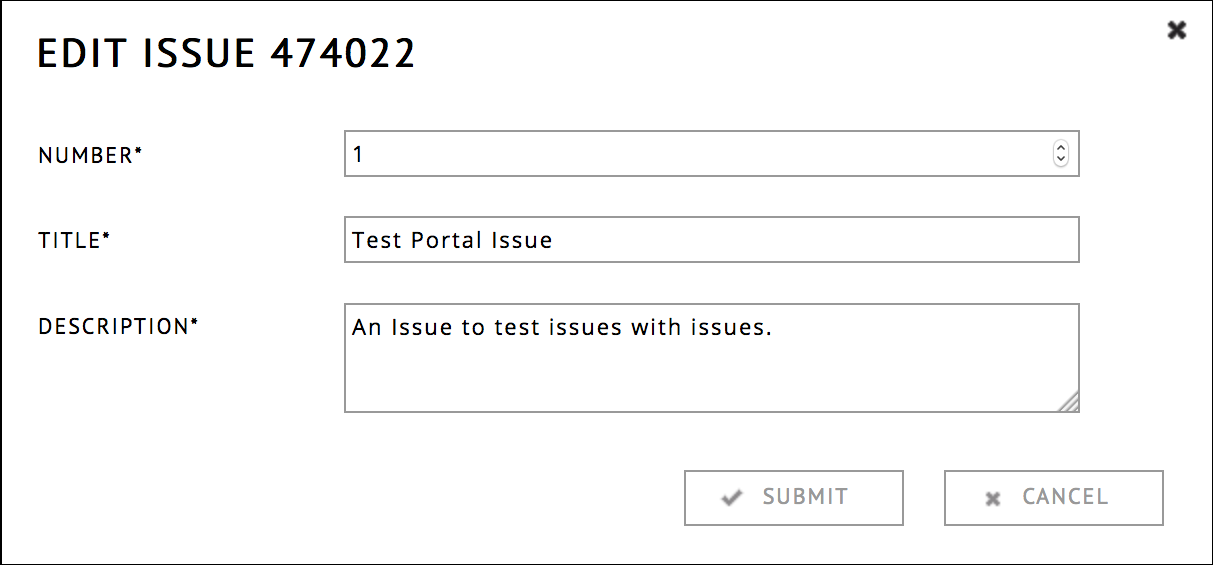 EDIT ISSUE 474022
NUMBER*
1
TITLE*
Test Portal Issue
DESCRIPTION*
An Issue to test issues with issues.
SUBMIT
CANCEL